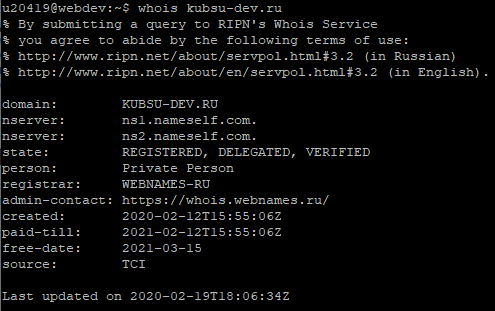 u20419@webdev:~$ whois kubsu-dev.ru
% By submitting a query to RIPN's Whois Service
% you agree to abide by the following terms of use:
% http://www.ripn.net/about/servpol.html#3.2 (in Russian)
% http://www.ripn.net/about/en/servpol.html#3.2 (in English).

domain:        KUBSU-DEV.RU
nserver:       ns1.nameself.com.
nserver:       ns2.nameself.com.
state:         REGISTERED, DELEGATED, VERIFIED
person:        Private Person
registrar:     WEBNAMES-RU
admin-contact: https://whois.webnames.ru/
created:       2020-02-12T15:55:06Z
paid-till:     2021-02-12T15:55:06Z
free-date:     2021-03-15
source:        TCI

Last updated on 2020-02-19T18:06:34Z